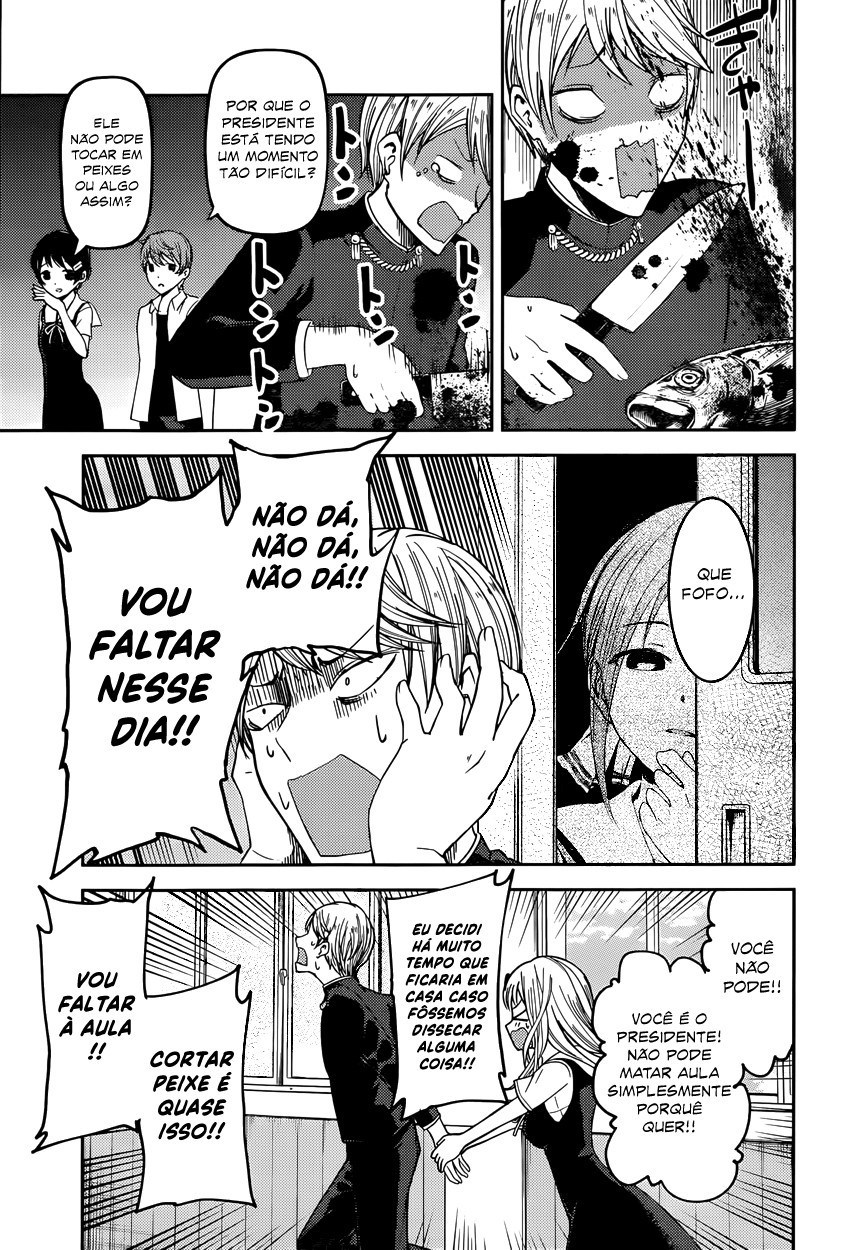 ギャー
トン
トン
トン
トン
POR QUE O
PRESIDENTE
ESTÁ TENDO
UM MOMENTO
TÃO DIFÍCIL?
ELE
NÃO PODE
TOCAR EM
PEIXES
OU ALGO
ASSIM?
QUE
FOFO...
NÃO DÁ,
NÃO DÁ,
NÃO DÁ!!
VOU
FALTAR
NESSE
DIA!!
VOCÊ
NÃO
PODE!!
VOCÊ É O
PRESIDENTE!
NÃO PODE
MATAR AULA
SIMPLESMENTE
PORQUÊ
QUER!!
EU DECIDI
HÁ MUITO
TEMPO QUE
FICARIA EM
CASA CASO
FÔSSEMOS
DISSECAR
ALGUMA
COISA!!
CORTAR
PEIXE É
QUASE
ISSO!!
VOU
FALTAR
À AULA
!!